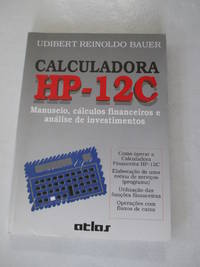 UDIBERT REINOLDO BAUER
CALCULADORA
HP-12C
Manuseio, cálculos financeiros e
análise de investimentos
Como operar a
Calculadora
Financeira HP-12C
Elaboração de uma
rotina de serviços
(programa)
Utilização das
funções financeiras
Operações com
fluxos de caixa
atlas